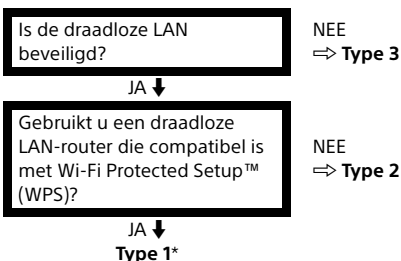 Is de draadloze LAN
beveiligd?
NEE
⇨ Type 3
JA ⬇
Gebruikt u een draadloze
LAN-router die compatibel is
met Wi-Fi Protected Setup™
(WPS)?
NEE
⇨ Type 2
JA ⬇
Type 1*